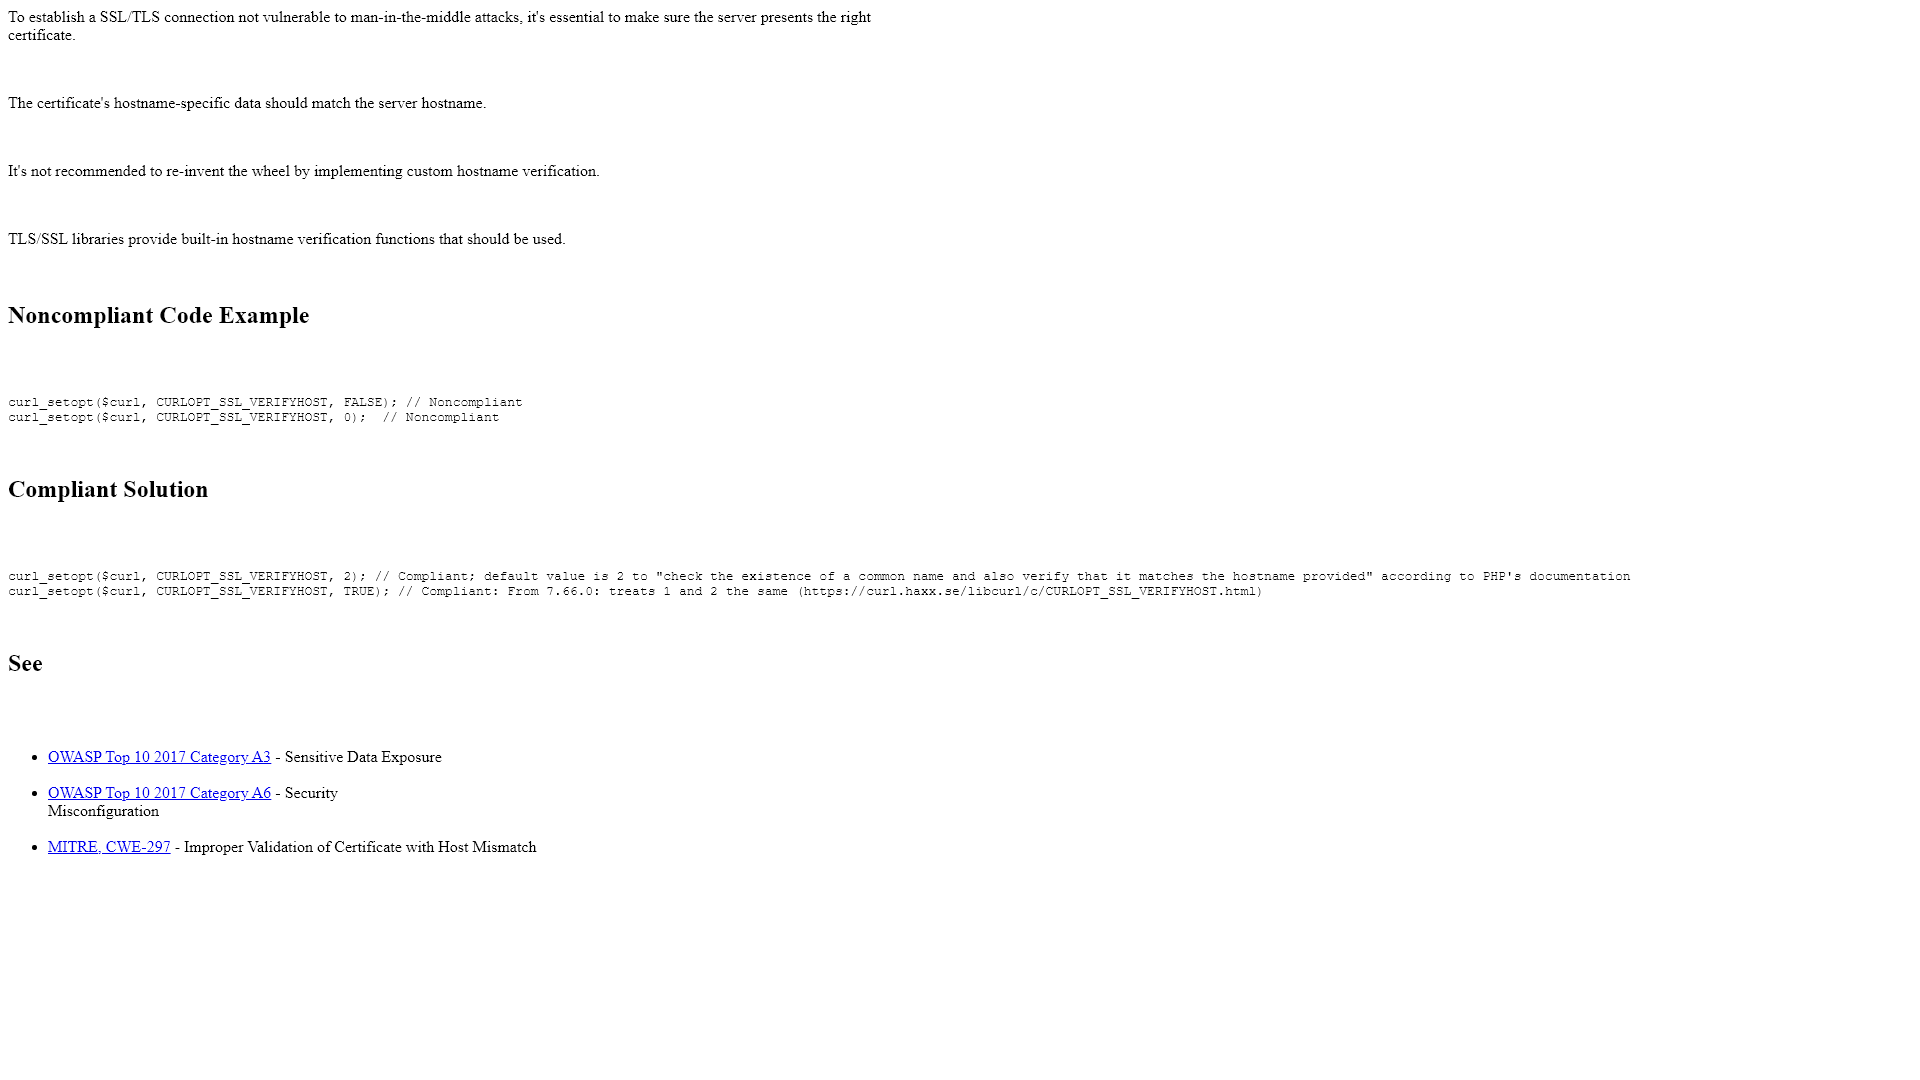 To establish a SSL/TLS connection not vulnerable to man-in-the-middle attacks, it's essential to make sure the server presents the right
certificate.
The certificate's hostname-specific data should match the server hostname.
It's not recommended to re-invent the wheel by implementing custom hostname verification.
TLS/SSL libraries provide built-in hostname verification functions that should be used.
Noncompliant Code Example
curl_setopt($curl, CURLOPT_SSL_VERIFYHOST, FALSE); // Noncompliant
curl_setopt($curl, CURLOPT_SSL_VERIFYHOST, 0);  // Noncompliant
Compliant Solution
curl_setopt($curl, CURLOPT_SSL_VERIFYHOST, 2); // Compliant; default value is 2 to "check the existence of a common name and also verify that it matches the hostname provided" according to PHP's documentation
curl_setopt($curl, CURLOPT_SSL_VERIFYHOST, TRUE); // Compliant: From 7.66.0: treats 1 and 2 the same (https://curl.haxx.se/libcurl/c/CURLOPT_SSL_VERIFYHOST.html)
See
• OWASP Top 10 2017 Category A3 - Sensitive Data Exposure
• OWASP Top 10 2017 Category A6 - Security
Misconfiguration
• MITRE, CWE-297 - Improper Validation of Certificate with Host Mismatch